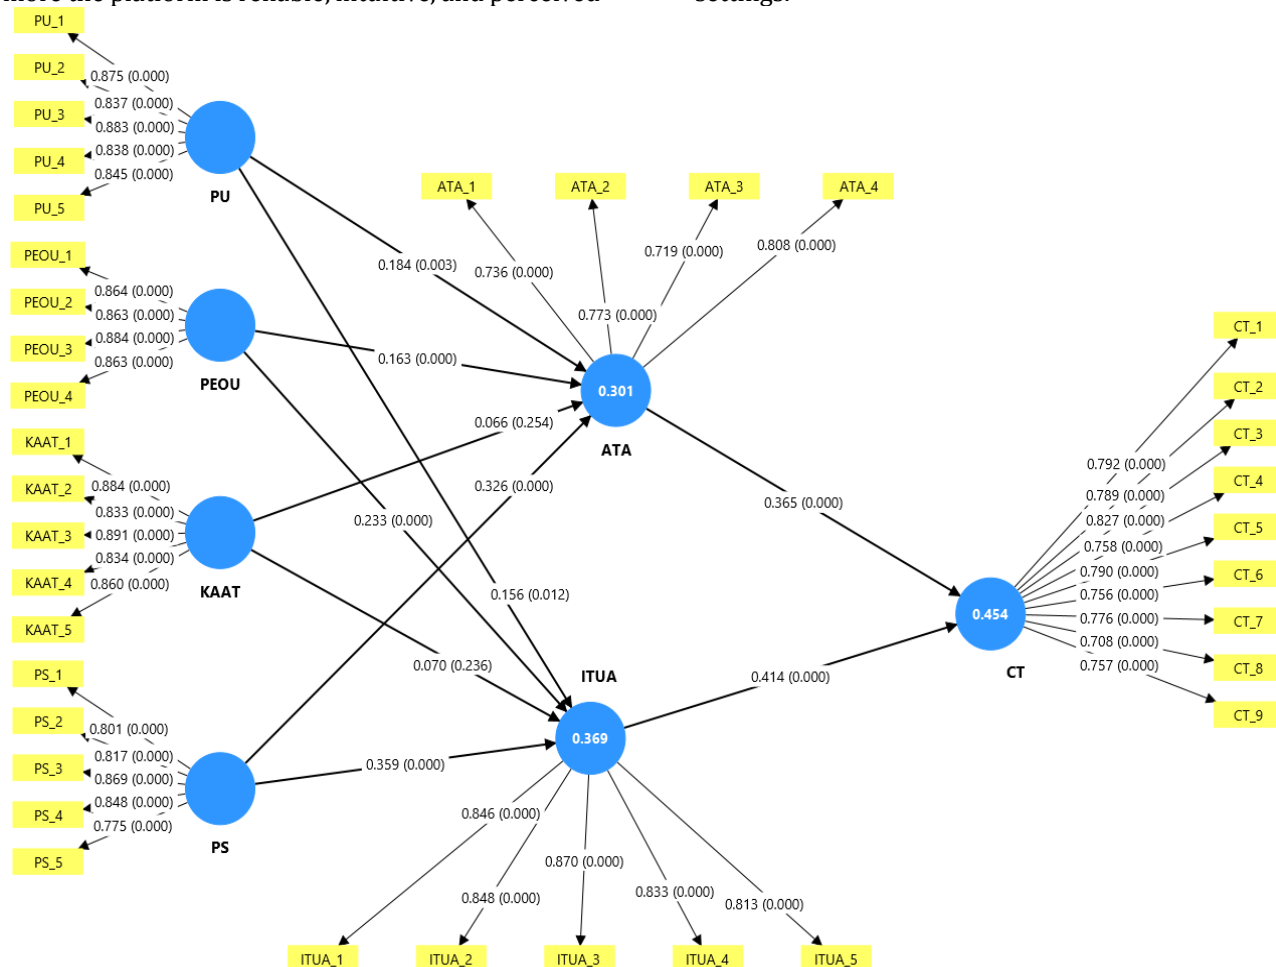 more the platform is reliable, intuitive, and perceived
settings.
PU_1
PU_2
PU_3
PU_4
PU_5
0.875 (0.000)
0.837 (0.000)
0.883 (0.000)
0.838 (0.000)
0.845 (0.000)
PU
PEOU_1
PEOU_2
PEOU_3
PEOU_4
0.864 (0.000)
0.863 (0.000)
0.884 (0.000)
0.863 (0.000)
PEOU
KAAT_1
KAAT_2
KAAT_3
KAAT_4
KAAT_5
0.884 (0.000)
0.833 (0.000)
0.891 (0.000)
0.834 (0.000)
0.860 (0.000)
KAAT
PS_1
PS_2
PS_3
PS_4
PS_5
0.801 (0.000)
0.817 (0.000)
0.869 (0.000)
0.848 (0.000)
0.775 (0.000)
PS
0.184 (0.003)
0.163 (0.000)
0.066 (0.254)
0.326 (0.000)
0.233 (0.000)
0.156 (0.012)
0.070 (0.236)
0.359 (0.000)
ATA_1
ATA_2
ATA_3
ATA_4
0.736 (0.000)
0.773 (0.000)
0.719 (0.000)
0.808 (0.000)
0.301
ATA
ITUA
0.369
0.846 (0.000)
0.848 (0.000)
0.870 (0.000)
0.833 (0.000)
0.813 (0.000)
ITUA_1
ITUA_2
ITUA_3
ITUA_4
ITUA_5
0.365 (0.000)
0.414 (0.000)
0.454
CT
0.792 (0.000)
0.789 (0.000)
0.827 (0.000)
0.758 (0.000)
0.790 (0.000)
0.756 (0.000)
0.776 (0.000)
0.708 (0.000)
0.757 (0.000)
CT_1
CT_2
CT_3
CT_4
CT_5
CT_6
CT_7
CT_8
CT_9